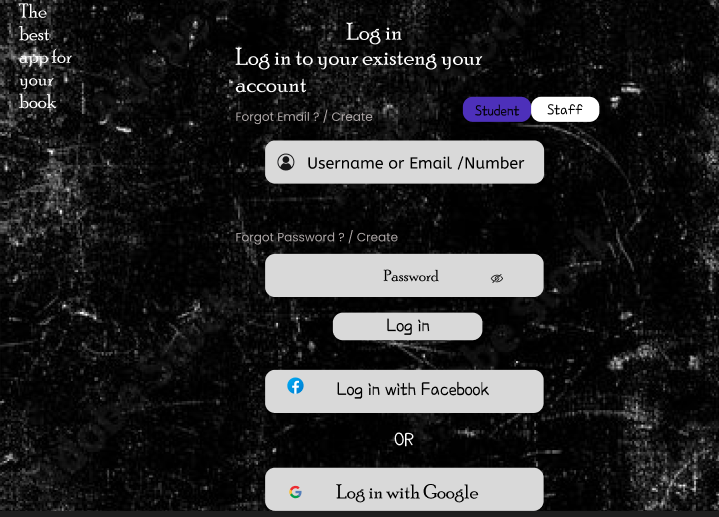 The
best
app for
your
book
Log in
Log in to your existeng your
account
Forgot Email ? / Create
Student
Staff
Username or Email /Number
Forgot Password ? / Create
Password
Log in
Log in with Facebook
OR
Log in with Google